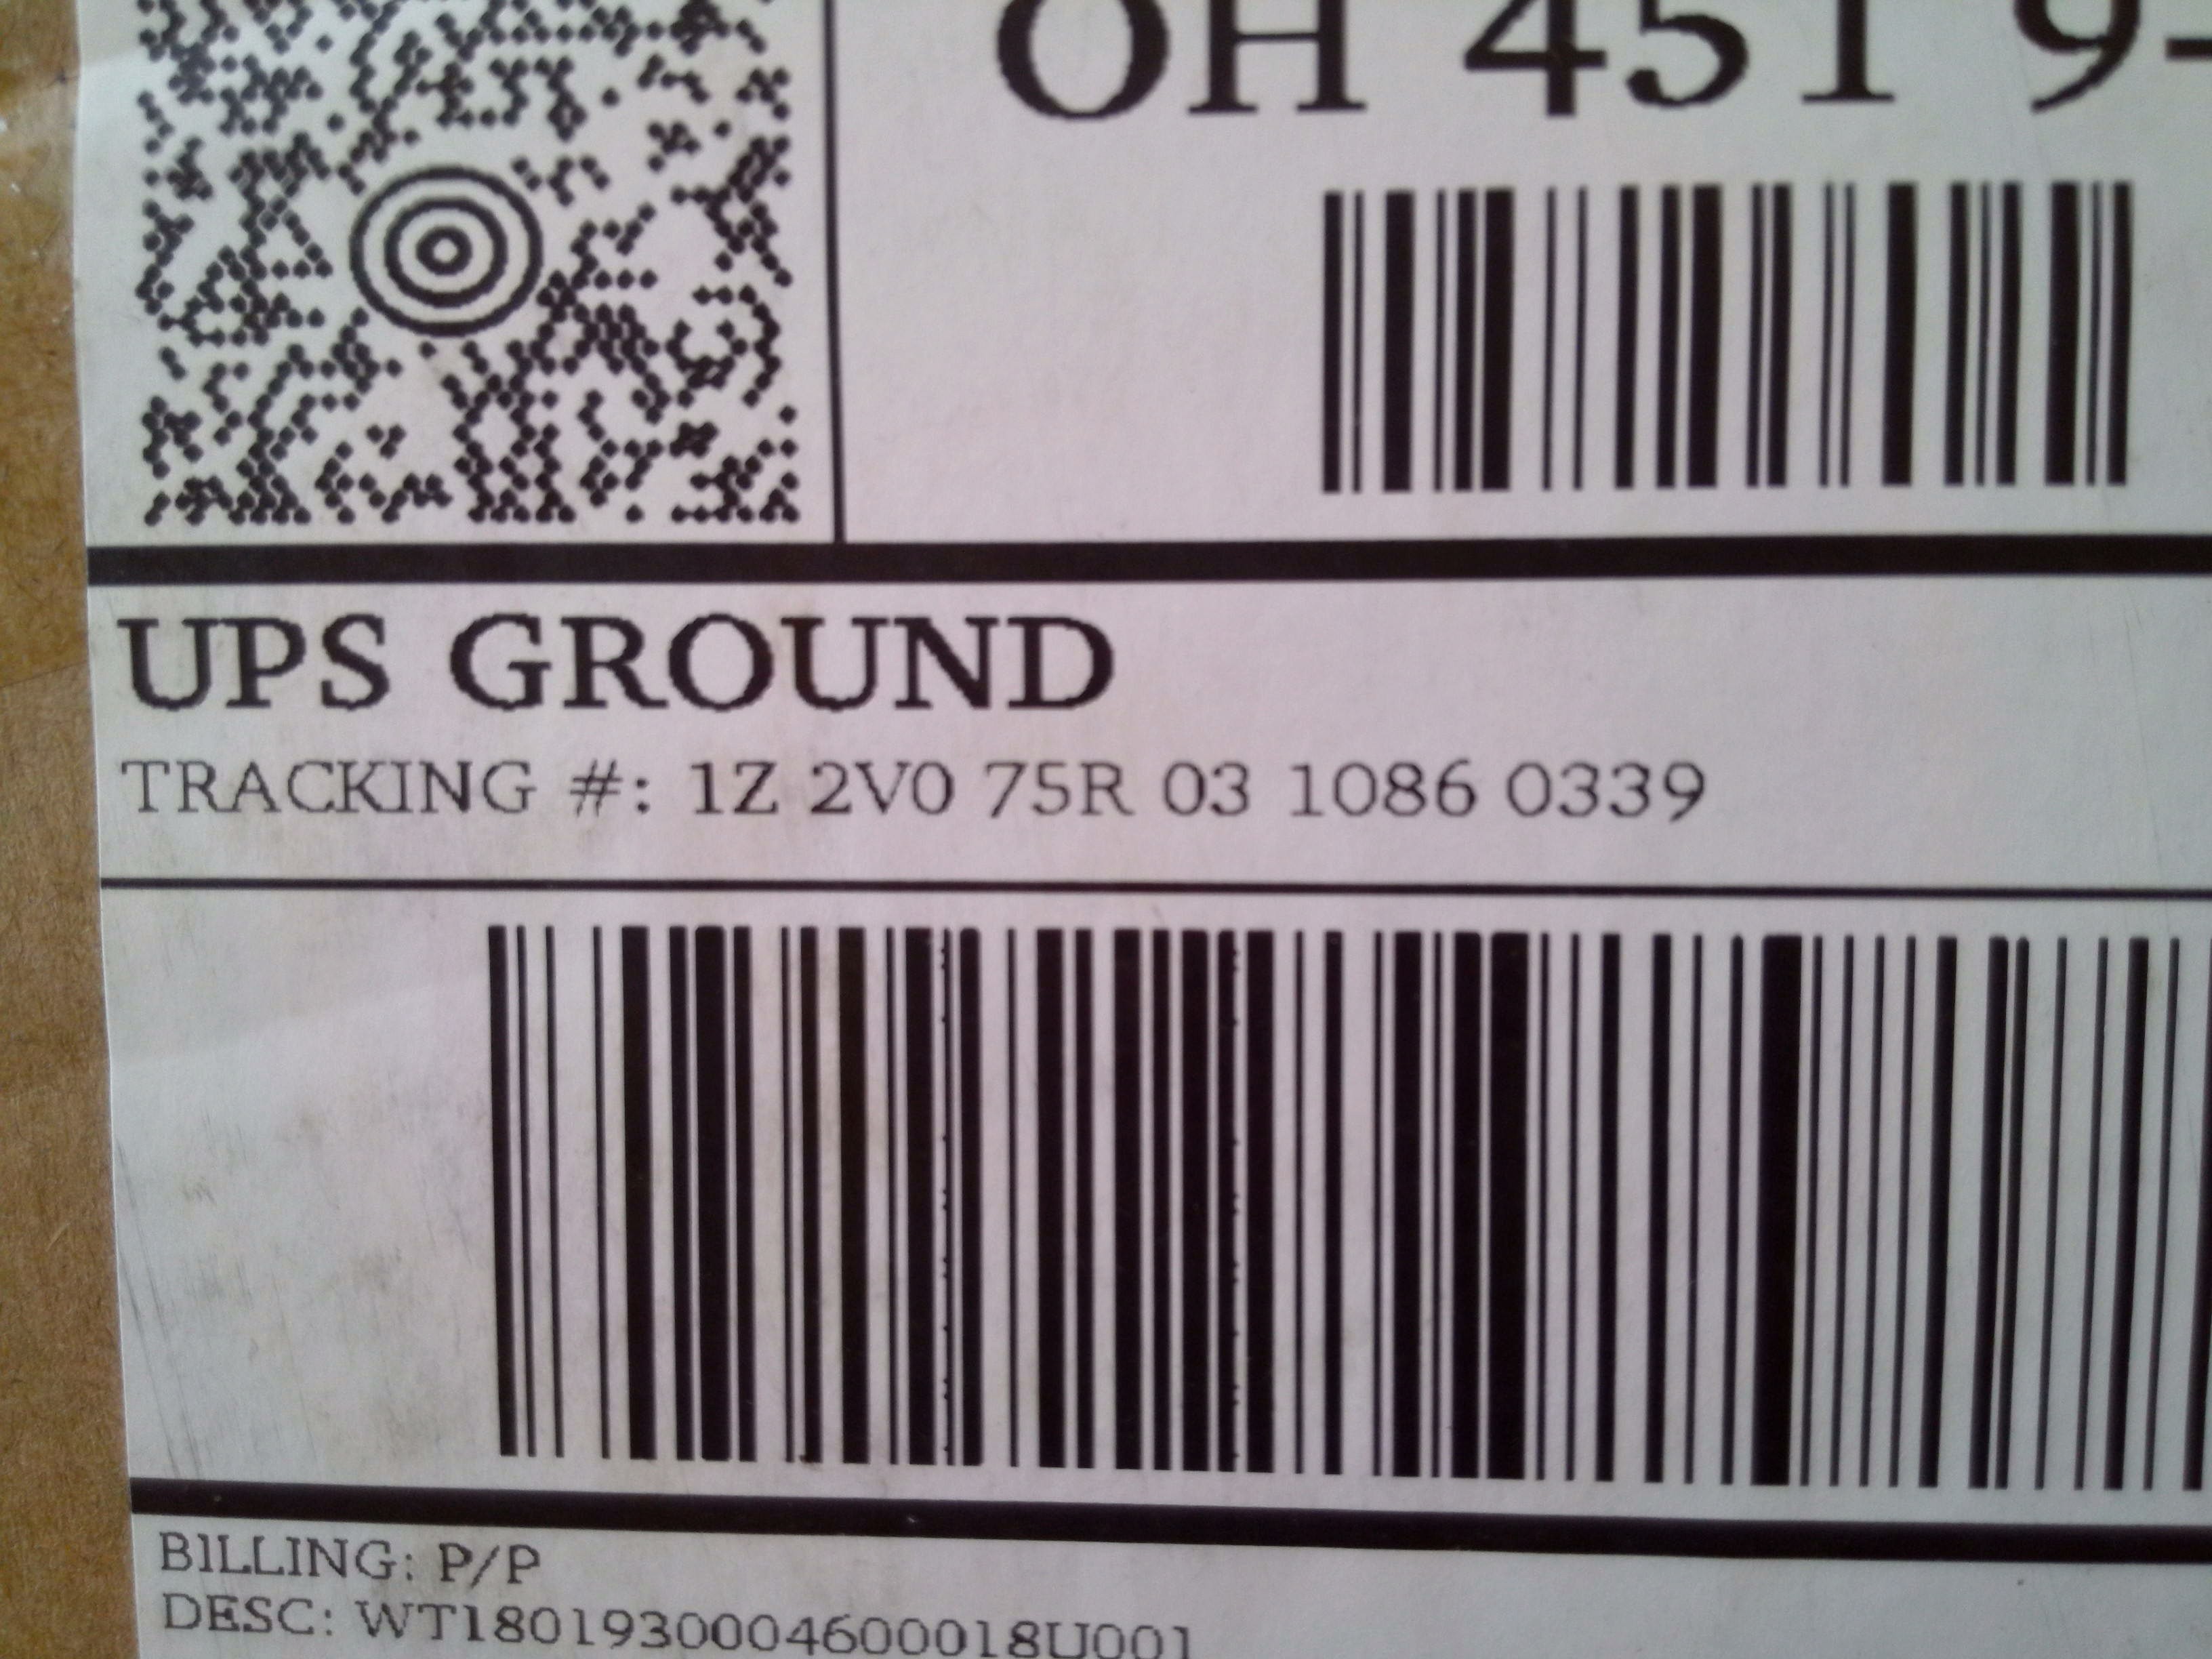 OH 451 9-
UPS GROUND
TRACKING #: 1Z 2V0 75R 03 1086 0339
BILLING: P/P
DESC: WT1801930004600018U001